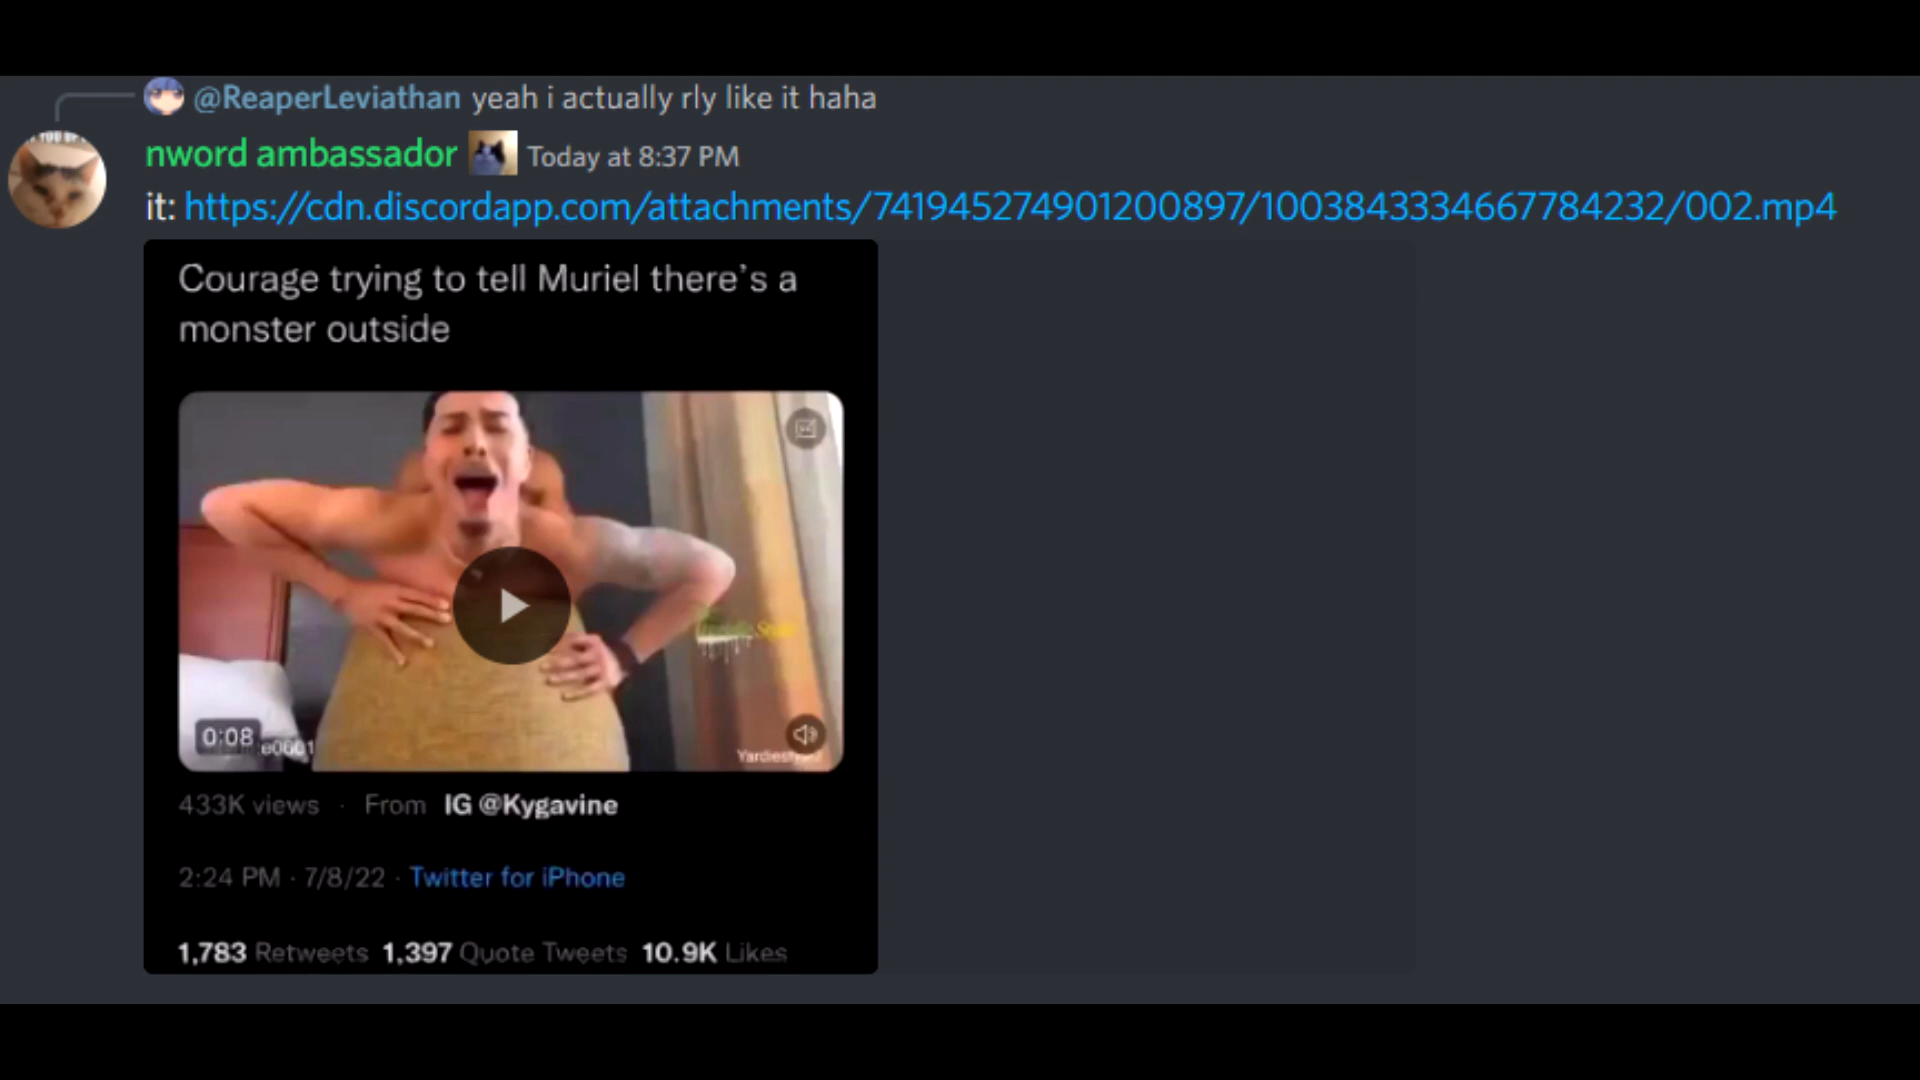 @ReaperLeviathan yeah i actually rly like it haha
nword ambassador Today at 8:37 PM
it: https://cdn.discordapp.com/attachments/741945274901200897/1003843334667784232/002.mp4
Courage trying to tell Muriel there's a
monster outside
0:08
433K views · From IG @Kygavine
2:24 PM · 7/8/22 · Twitter for iPhone
1,783 Retweets 1,397 Quote Tweets 10.9K Likes